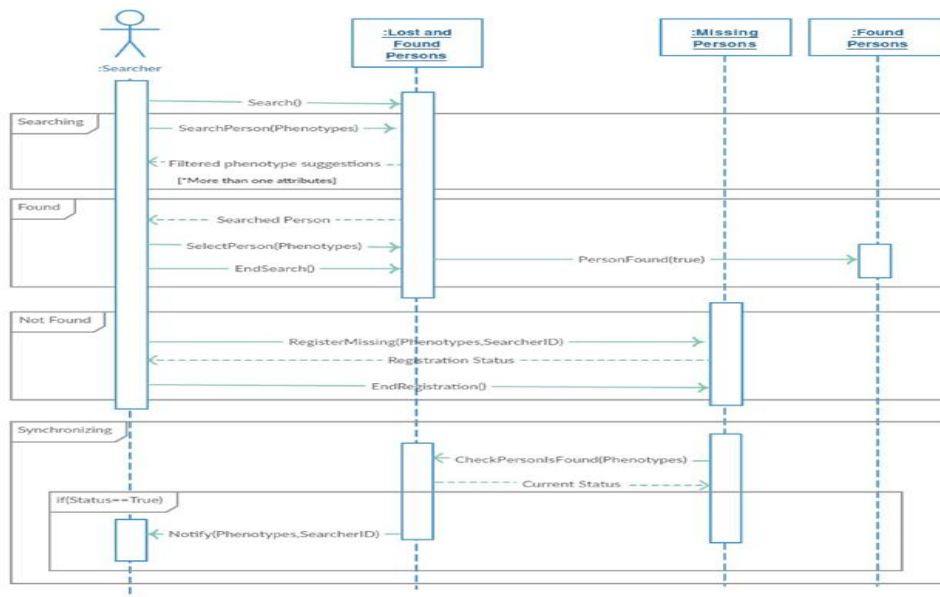 :Lost and
Found
Persons
:Missing
Persons
:Found
Persons
:Searcher
Search()
Searching
SearchPerson(Phenotypes)
Filtered phenotype suggestions
[*More than one attributes]
Found
Searched Person
SelectPerson(Phenotypes)
PersonFound(true)
EndSearch()
Not Found
RegisterMissing(Phenotypes,SearcherID)
Registration Status
EndRegistration()
Synchronizing
CheckPersonIsFound(Phenotypes)
Current Status
if(Status==True)
Notify(Phenotypes,SearcherID)